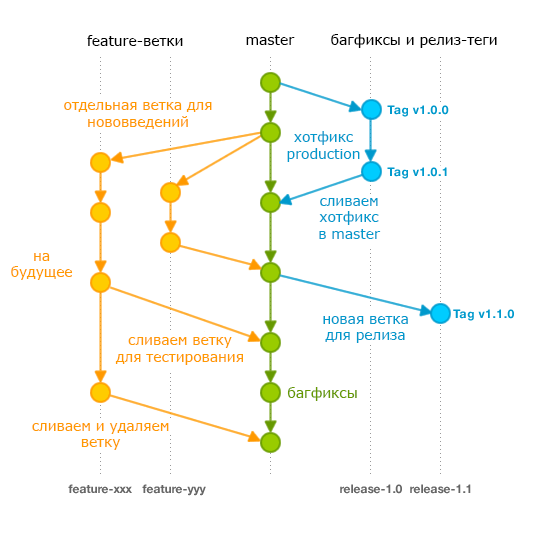 feature-ветки
master
багфиксы и релиз-теги
отдельная ветка для
нововведений
Tag v1.0.0
хотфикс
production
Tag v1.0.1
сливаем
хотфикс
в master
на
будущее
новая ветка
для релиза
Tag v1.1.0
сливаем ветку
для тестирования
багфиксы
сливаем и удаляем
ветку
feature-xxx
feature-yyy
release-1.0
release-1.1